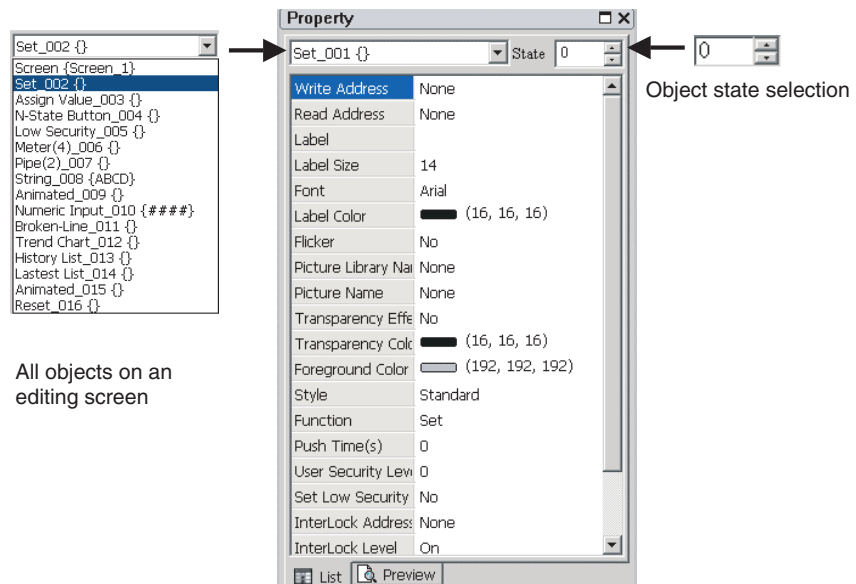 Set_002 {}
Screen {Screen_1}
Set_002 {}
Assign Value_003 {}
N-State Button_004 {}
Low Security_005 {}
Meter(4)_006 {}
Pipe(2)_007 {}
String_008 {ABCD}
Animated_009 {}
Numeric Input_010 {####}
Broken-Line_011 {}
Trend Chart_012 {}
History List_013 {}
Lastest List_014 {}
Animated_015 {}
Reset_016 {}
All objects on an
editing screen
Property
Set_001 {} State 0
Write Address None
Read Address None
Label
Label Size 14
Font Arial
Label Color (16, 16, 16)
Flicker No
Picture Library Nai None
Picture Name None
Transparency Effe No
Transparency Colc (16, 16, 16)
Foreground Color (192, 192, 192)
Style Standard
Function Set
Push Time(s) 0
User Security Leve 0
Set Low Security No
InterLock Address None
InterLock Level On
List Preview
0
Object state selection